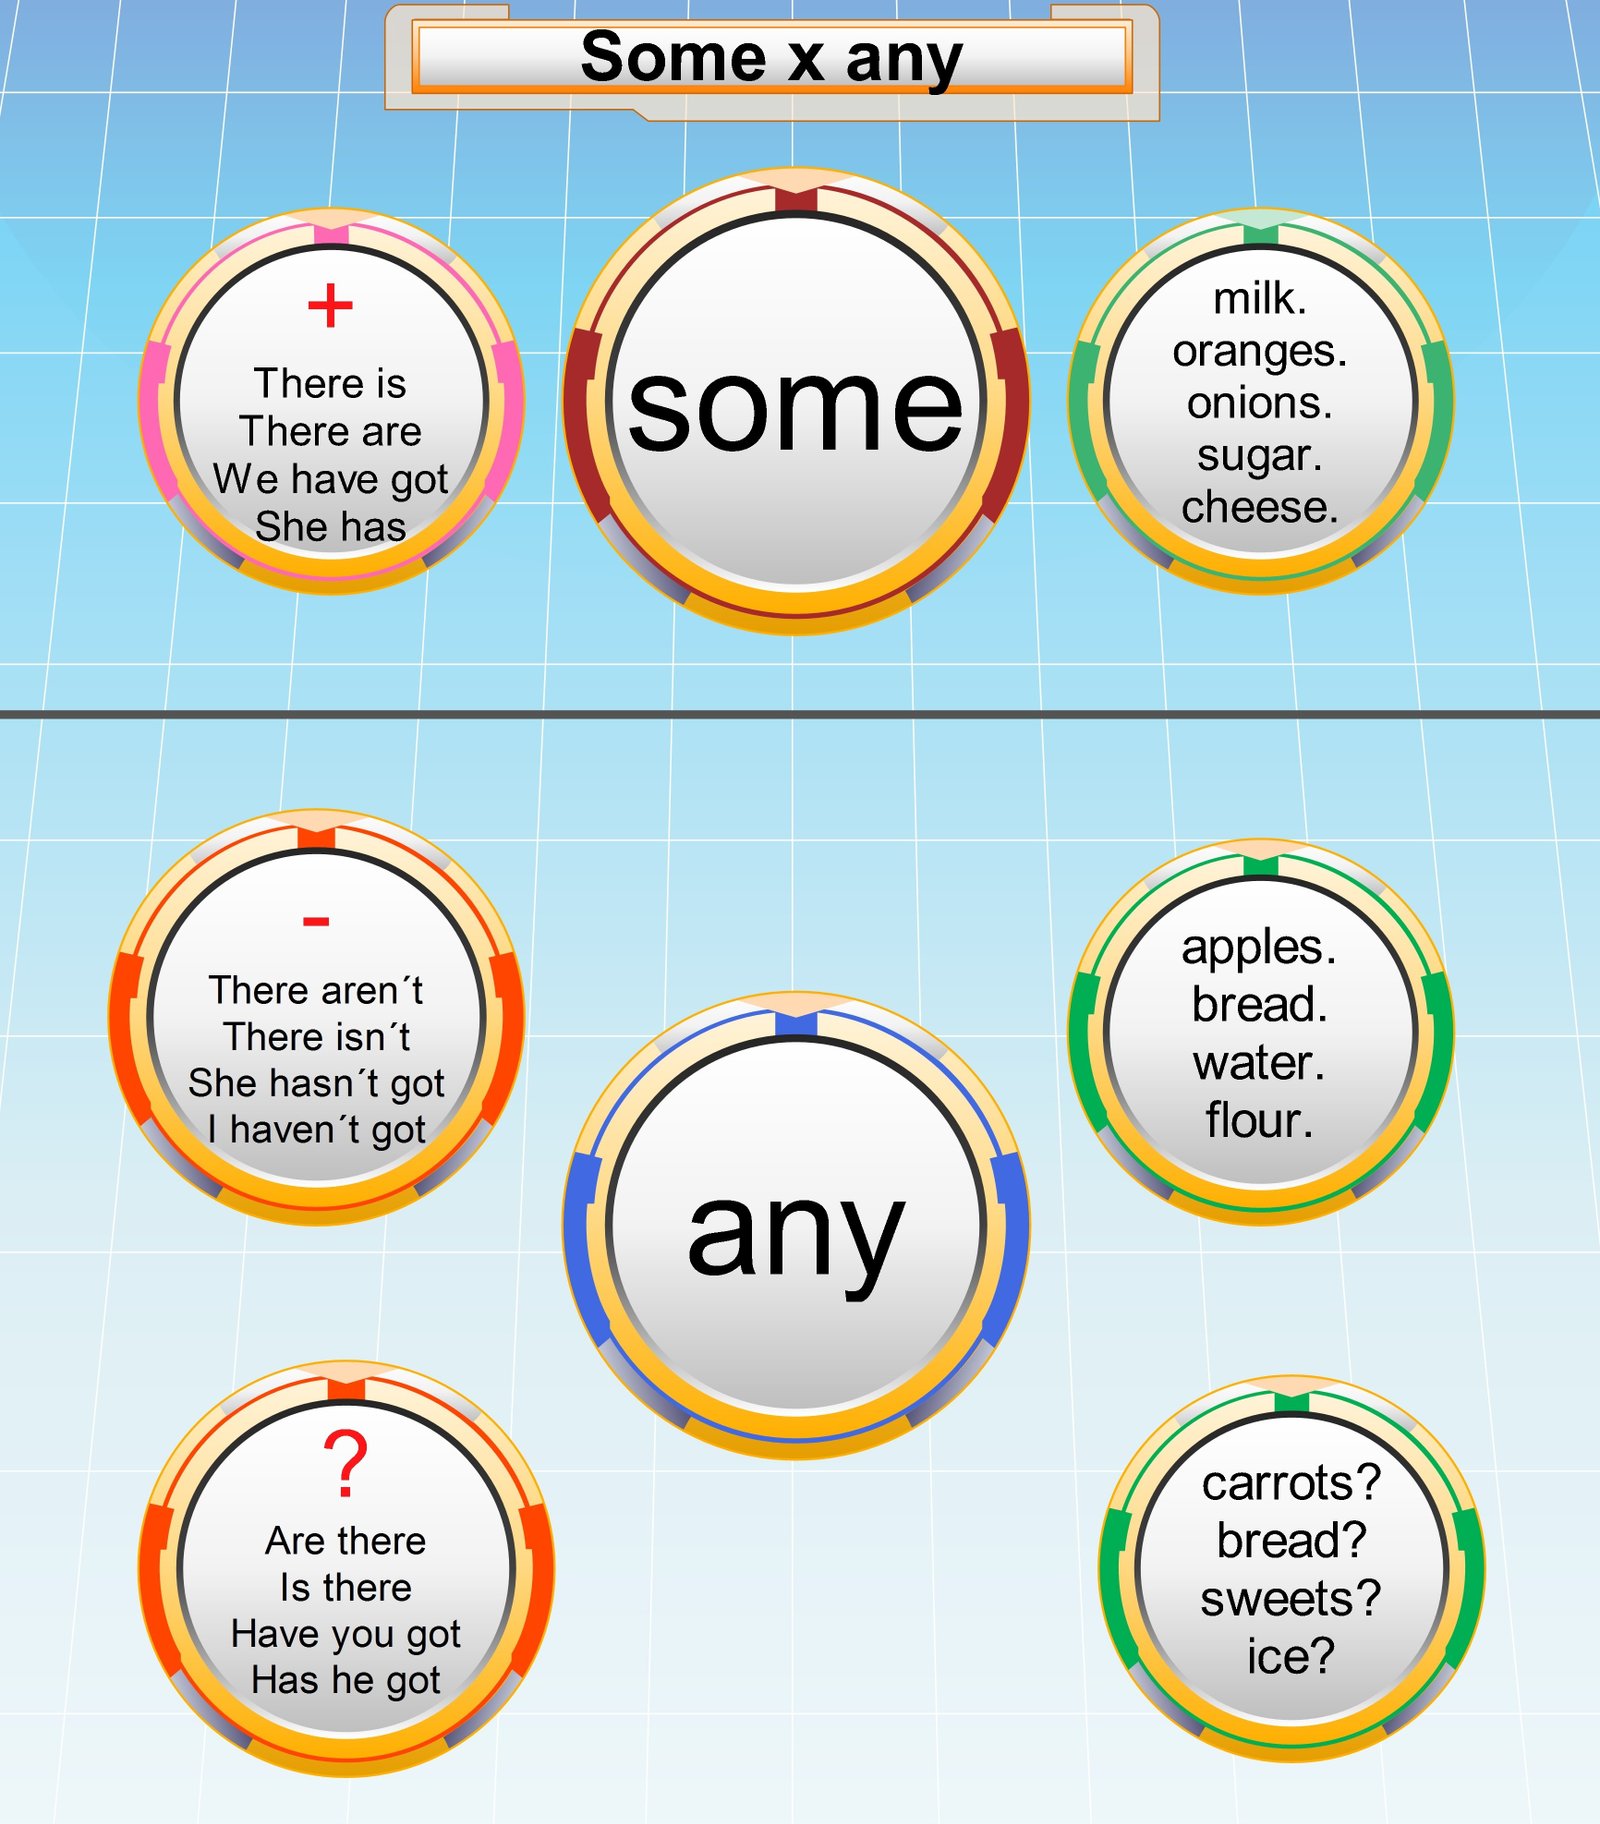 Some x any
+
There is
There are
We have got
She has
some
milk.
oranges.
onions.
sugar.
cheese.
-
There aren´t
There isn´t
She hasn´t got
I haven´t got
any
apples.
bread.
water.
flour.
?
Are there
Is there
Have you got
Has he got
carrots?
bread?
sweets?
ice?